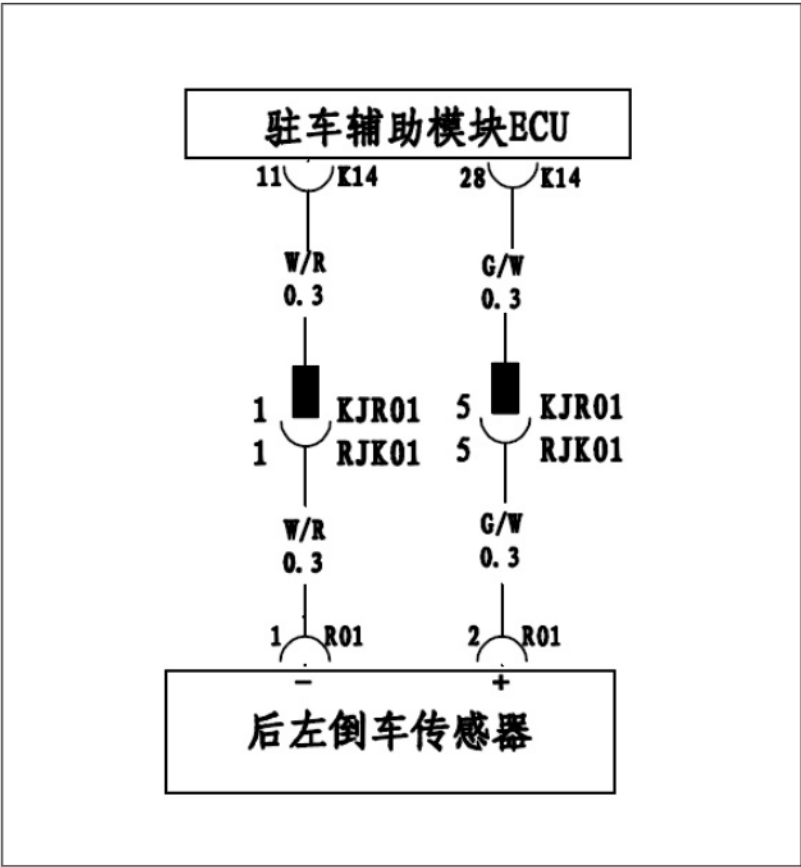 驻车辅助模块ECU
11 K14 28 K14
W/R G/W
0.3 0.3
1 KJR01 5 KJR01
1 RJK01 5 RJK01
W/R G/W
0.3 0.3
1 R01 2 R01
− +
后左倒车传感器